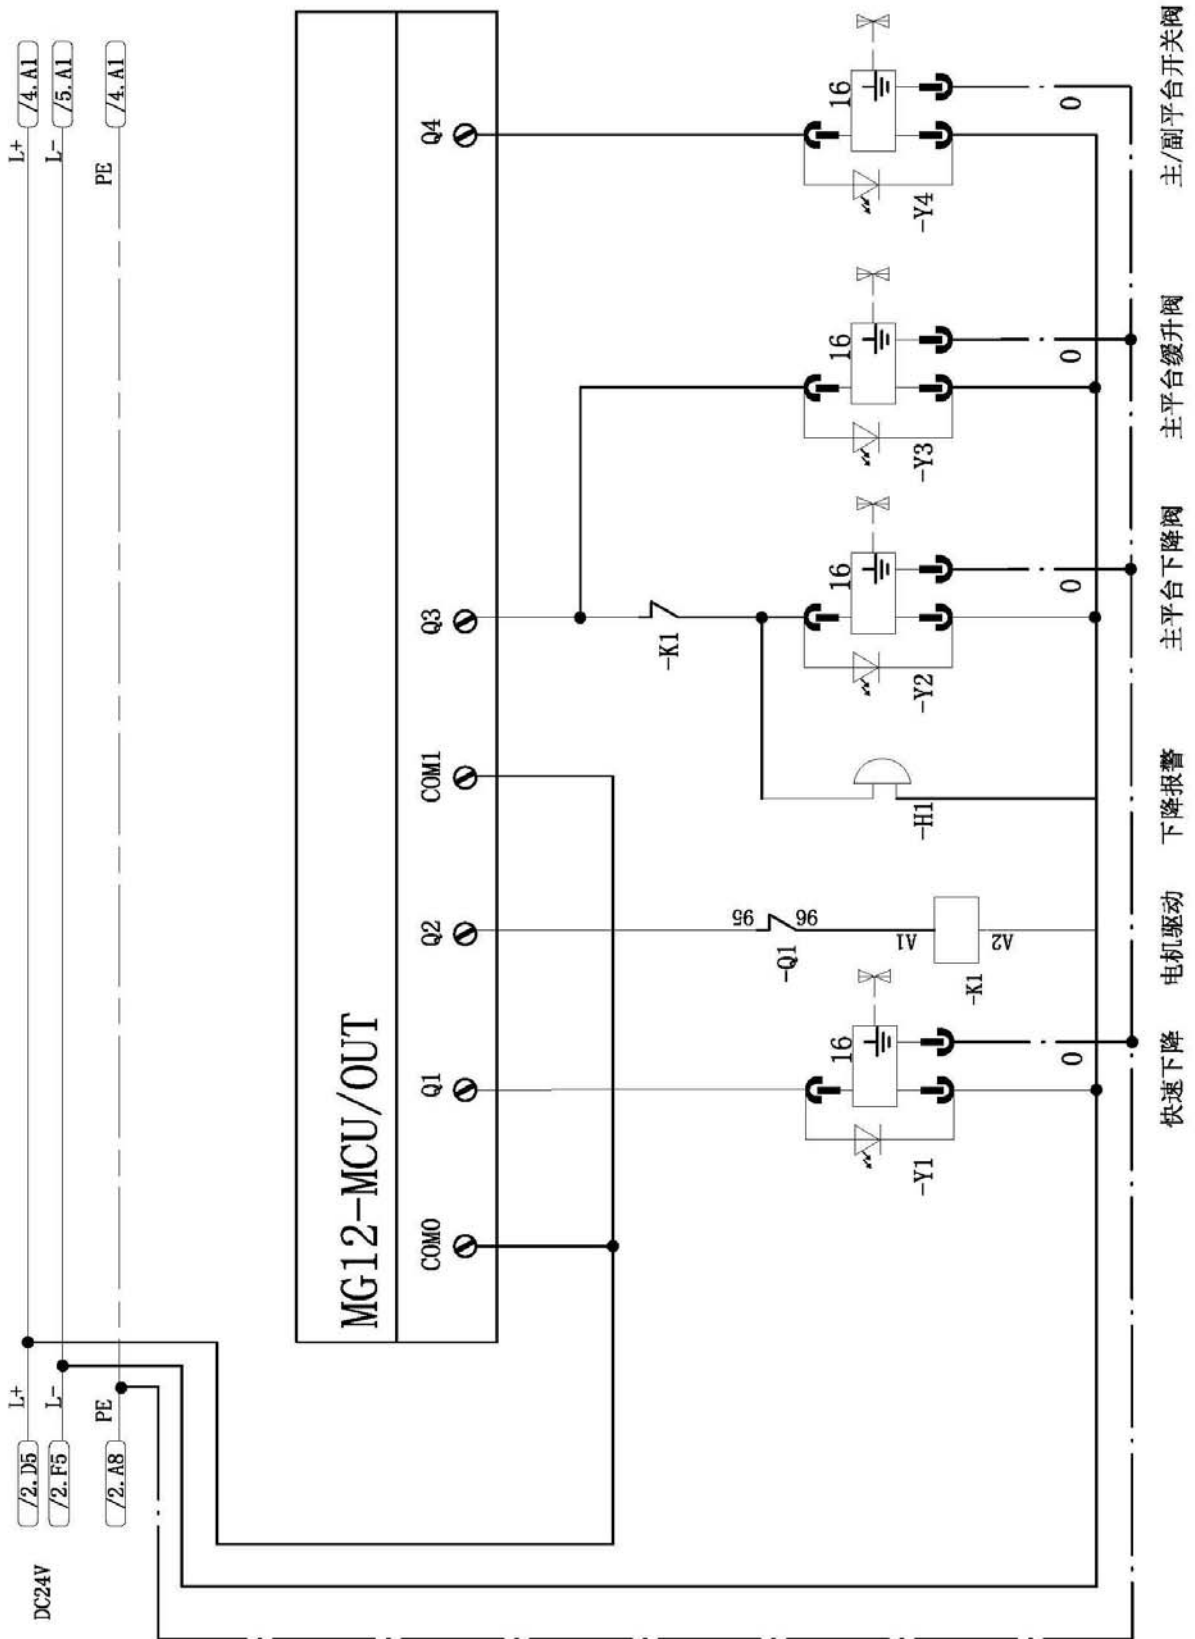 DC24V
/2.D5
L+
L+
/4.A1
/2.F5
L-
L-
/5.A1
/2.A8
PE
PE
/4.A1
MG12-MCU/OUT
COM0
Q1
Q2
COM1
Q3
Q4
95
-Q1
96
A1
A2
-K1
-K1
-Y1
16
0
-H1
-Y2
16
0
-Y3
16
0
-Y4
16
0
快速下降
电机驱动
下降报警
主平台下降阀
主平台缓升阀
主/副平台开关阀